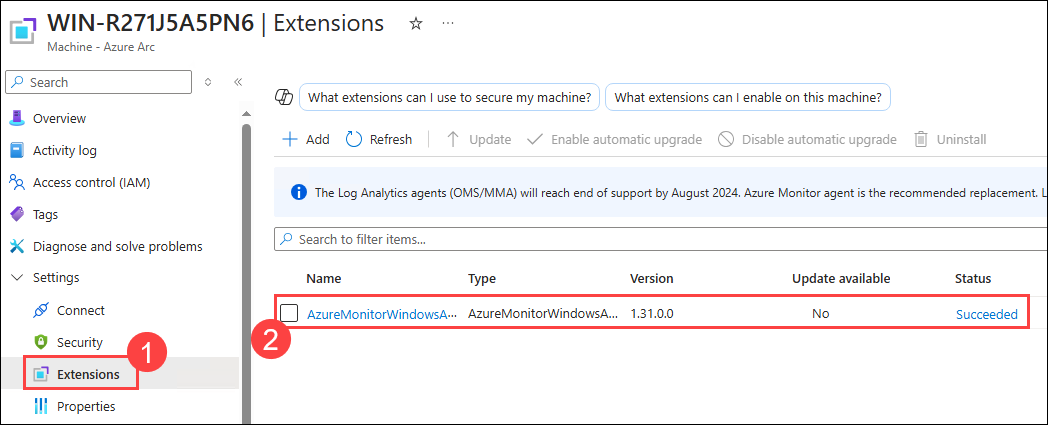 WIN-R271J5A5PN6 | Extensions ☆ ···
Machine - Azure Arc
Search
What extensions can I use to secure my machine? What extensions can I enable on this machine?
Add Refresh Update Enable automatic upgrade Disable automatic upgrade Uninstall
The Log Analytics agents (OMS/MMA) will reach end of support by August 2024. Azure Monitor agent is the recommended replacement. L
Search to filter items...
Name Type Version Update available Status
AzureMonitorWindowsA... AzureMonitorWindowsA... 1.31.0.0 No Succeeded
2
Overview
Activity log
Access control (IAM)
Tags
Diagnose and solve problems
Settings
Connect
Security
1
Extensions
Properties